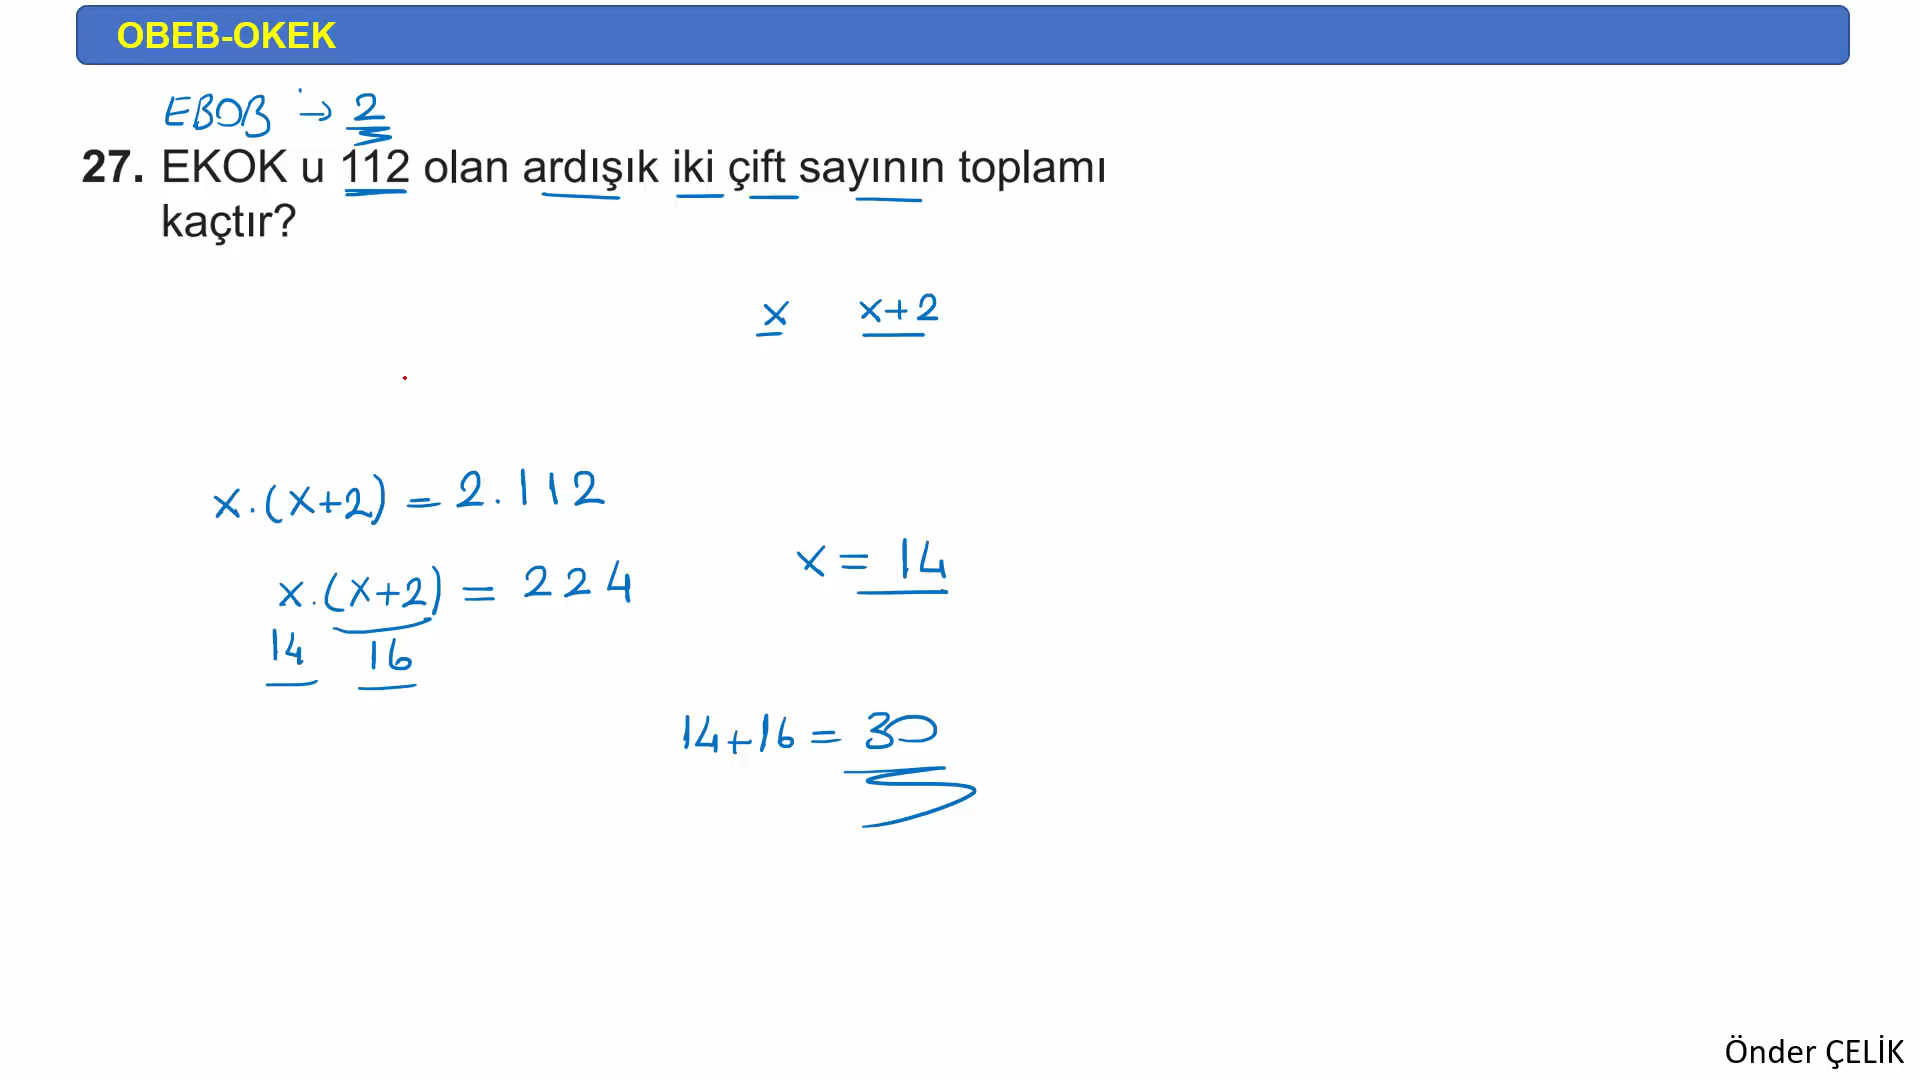 OBEB-OKEK
EBOB → 2
27. EKOK u 112 olan ardışık iki çift sayının toplamı
kaçtır?
x x+2
x.(x+2) = 2.112
x = 14
x.(x+2) = 224
14 16
14+16 = 30
Önder ÇELİK